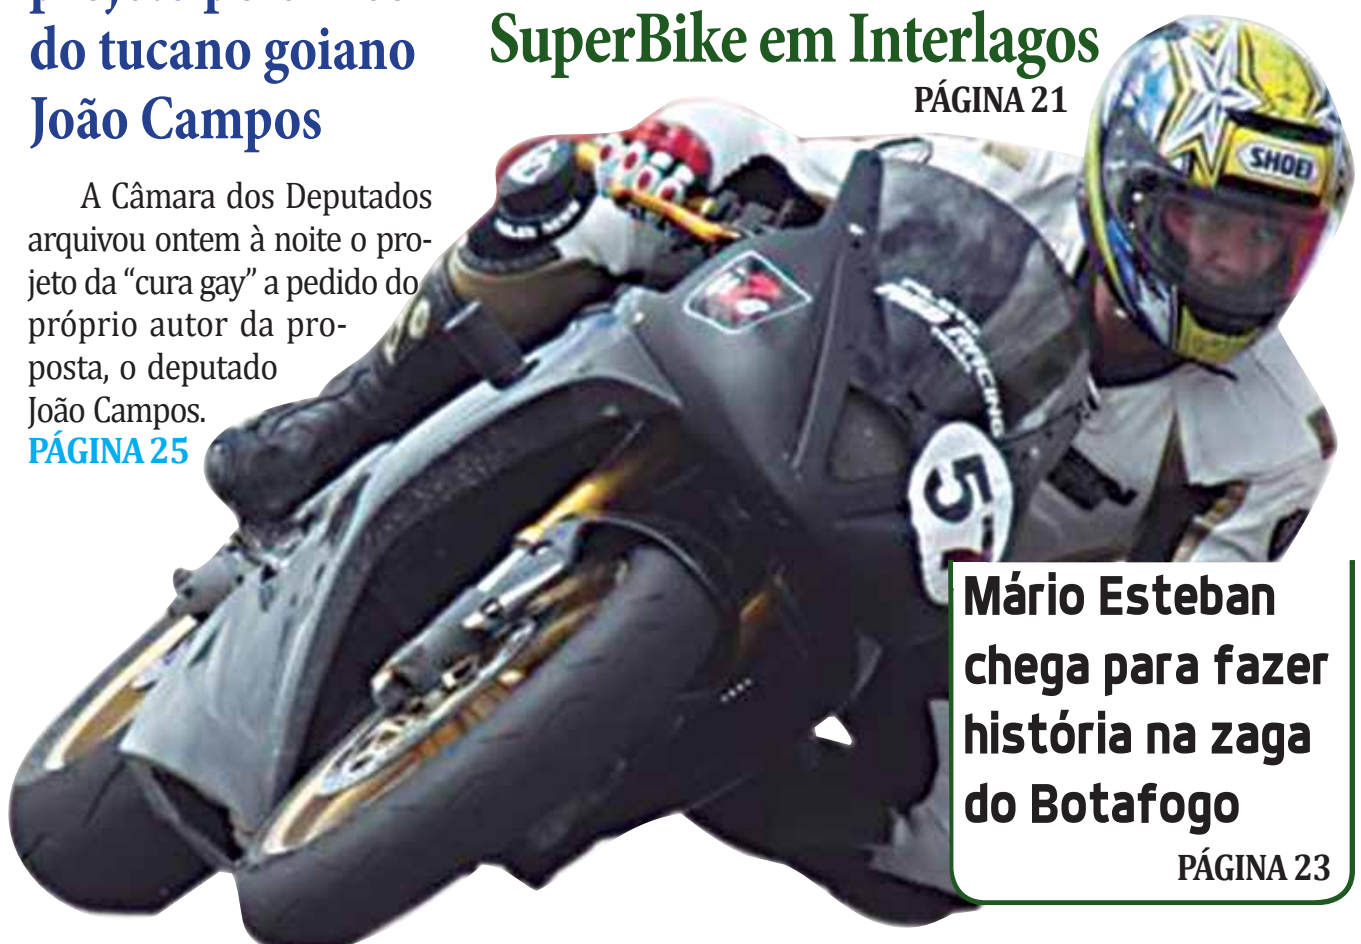 do tucano goiano
João Campos
A Câmara dos Deputados
arquivou ontem à noite o pro-
jeto da “cura gay” a pedido do
próprio autor da pro-
posta, o deputado
João Campos.
PÁGINA 25
SuperBike em Interlagos
PÁGINA 21
SHOEI
RACING
5
Mário Esteban
chega para fazer
história na zaga
do Botafogo
PÁGINA 23